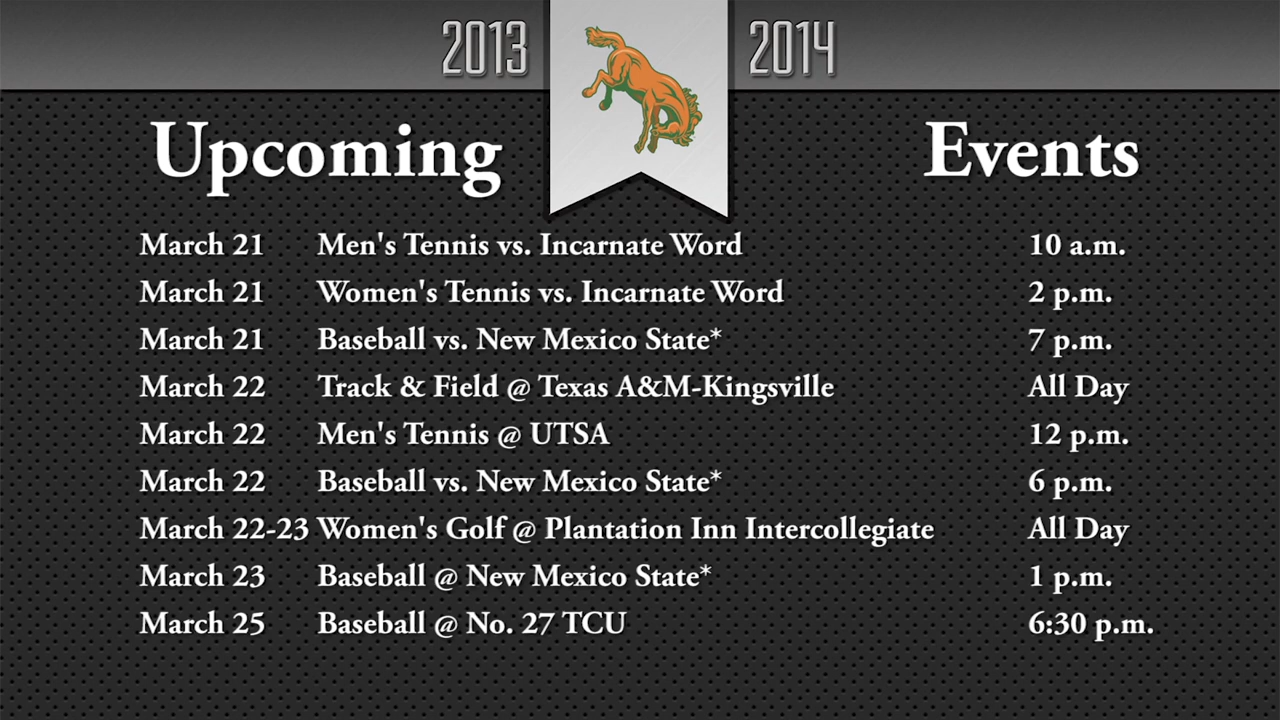 2013 2014
Upcoming Events
March 21 Men's Tennis vs. Incarnate Word 10 a.m.
March 21 Women's Tennis vs. Incarnate Word 2 p.m.
March 21 Baseball vs. New Mexico State* 7 p.m.
March 22 Track & Field @ Texas A&M-Kingsville All Day
March 22 Men's Tennis @ UTSA 12 p.m.
March 22 Baseball vs. New Mexico State* 6 p.m.
March 22-23 Women's Golf @ Plantation Inn Intercollegiate All Day
March 23 Baseball @ New Mexico State* 1 p.m.
March 25 Baseball @ No. 27 TCU 6:30 p.m.